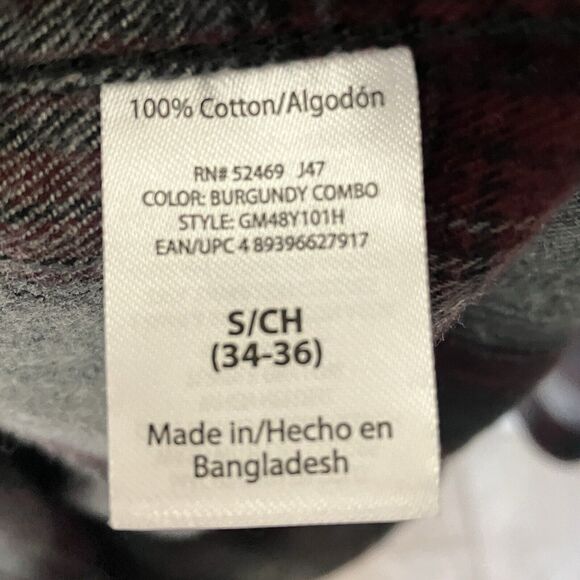 100% Cotton/Algodón
RN# 52469 J47
COLOR: BURGUNDY COMBO
STYLE: GM48Y101H
EAN/UPC 4 89396627917
S/CH
(34-36)
Made in/Hecho en
Bangladesh